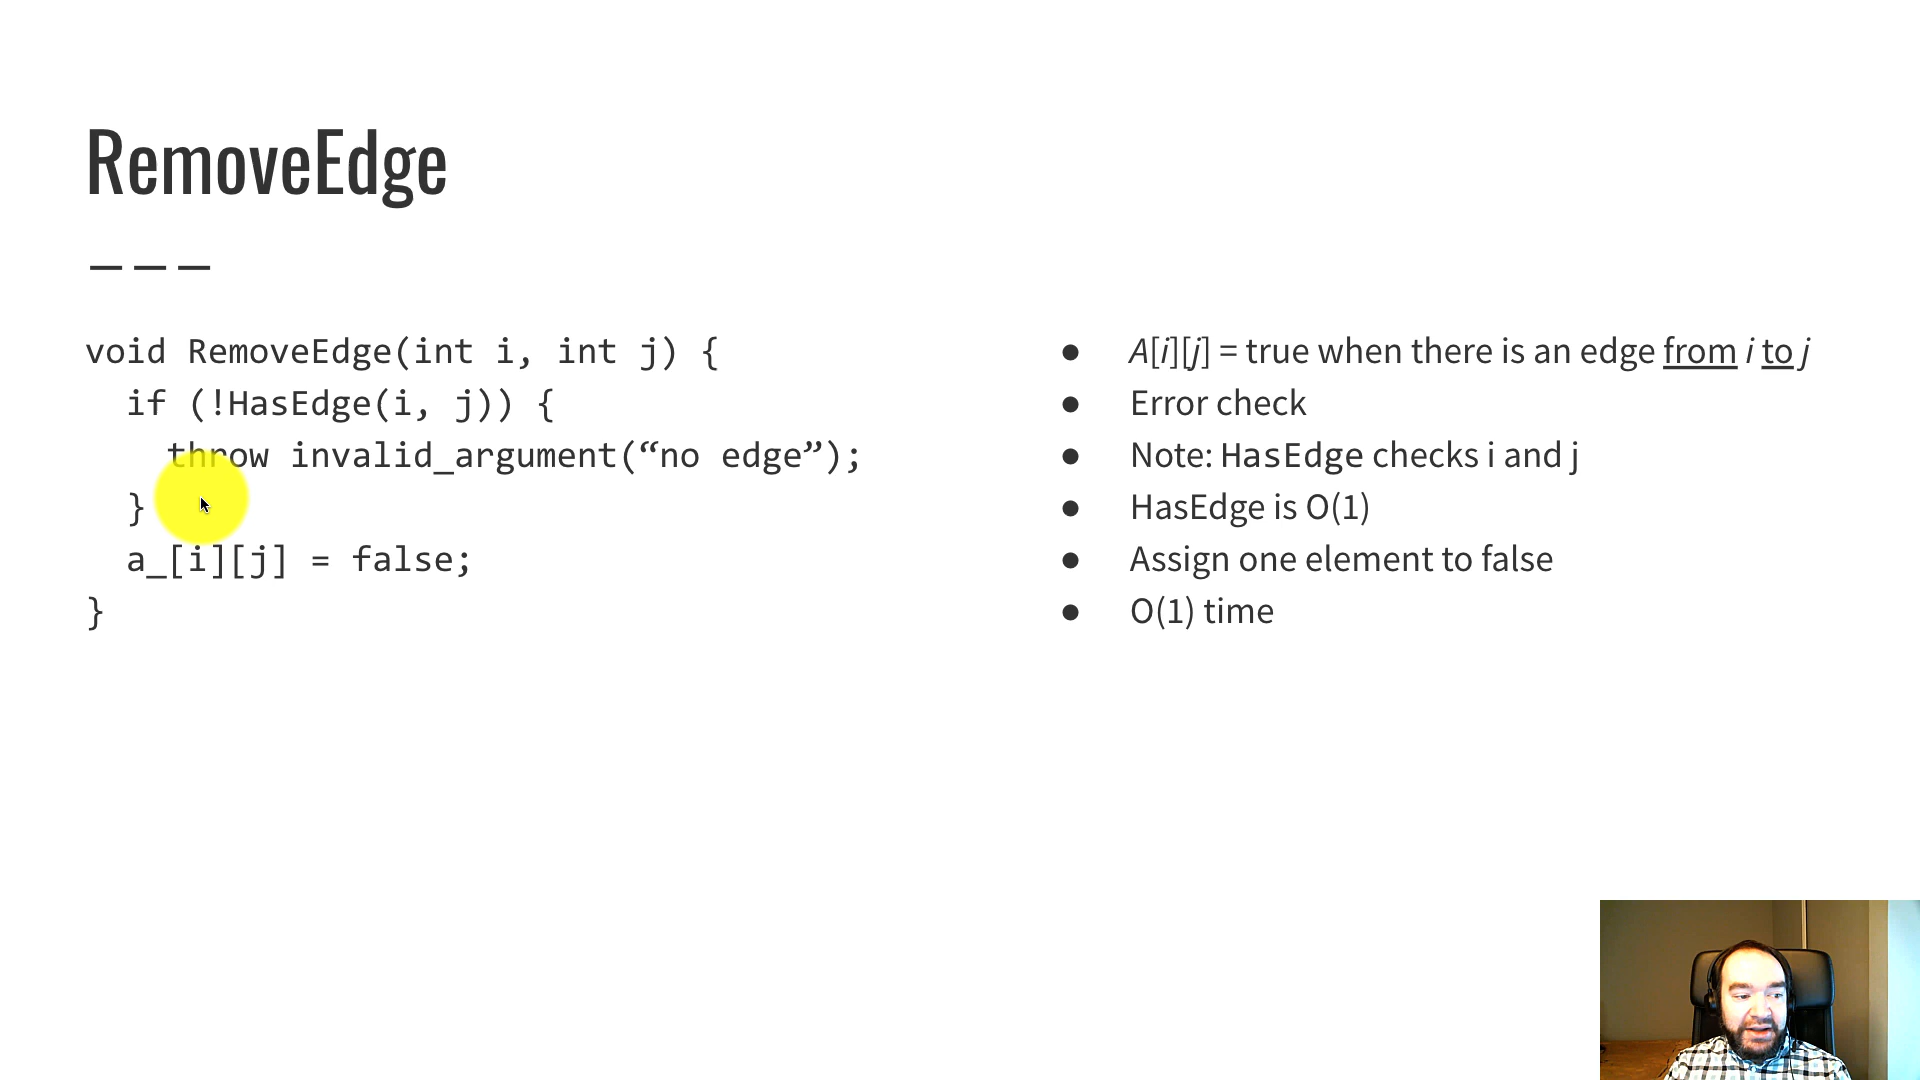 RemoveEdge
void RemoveEdge(int i, int j) {
if (!HasEdge(i, j)) {
throw invalid_argument(“no edge”);
}
a_[i][j] = false;
}
● A[i][j] = true when there is an edge from i to j
● Error check
● Note: HasEdge checks i and j
● HasEdge is O(1)
● Assign one element to false
● O(1) time